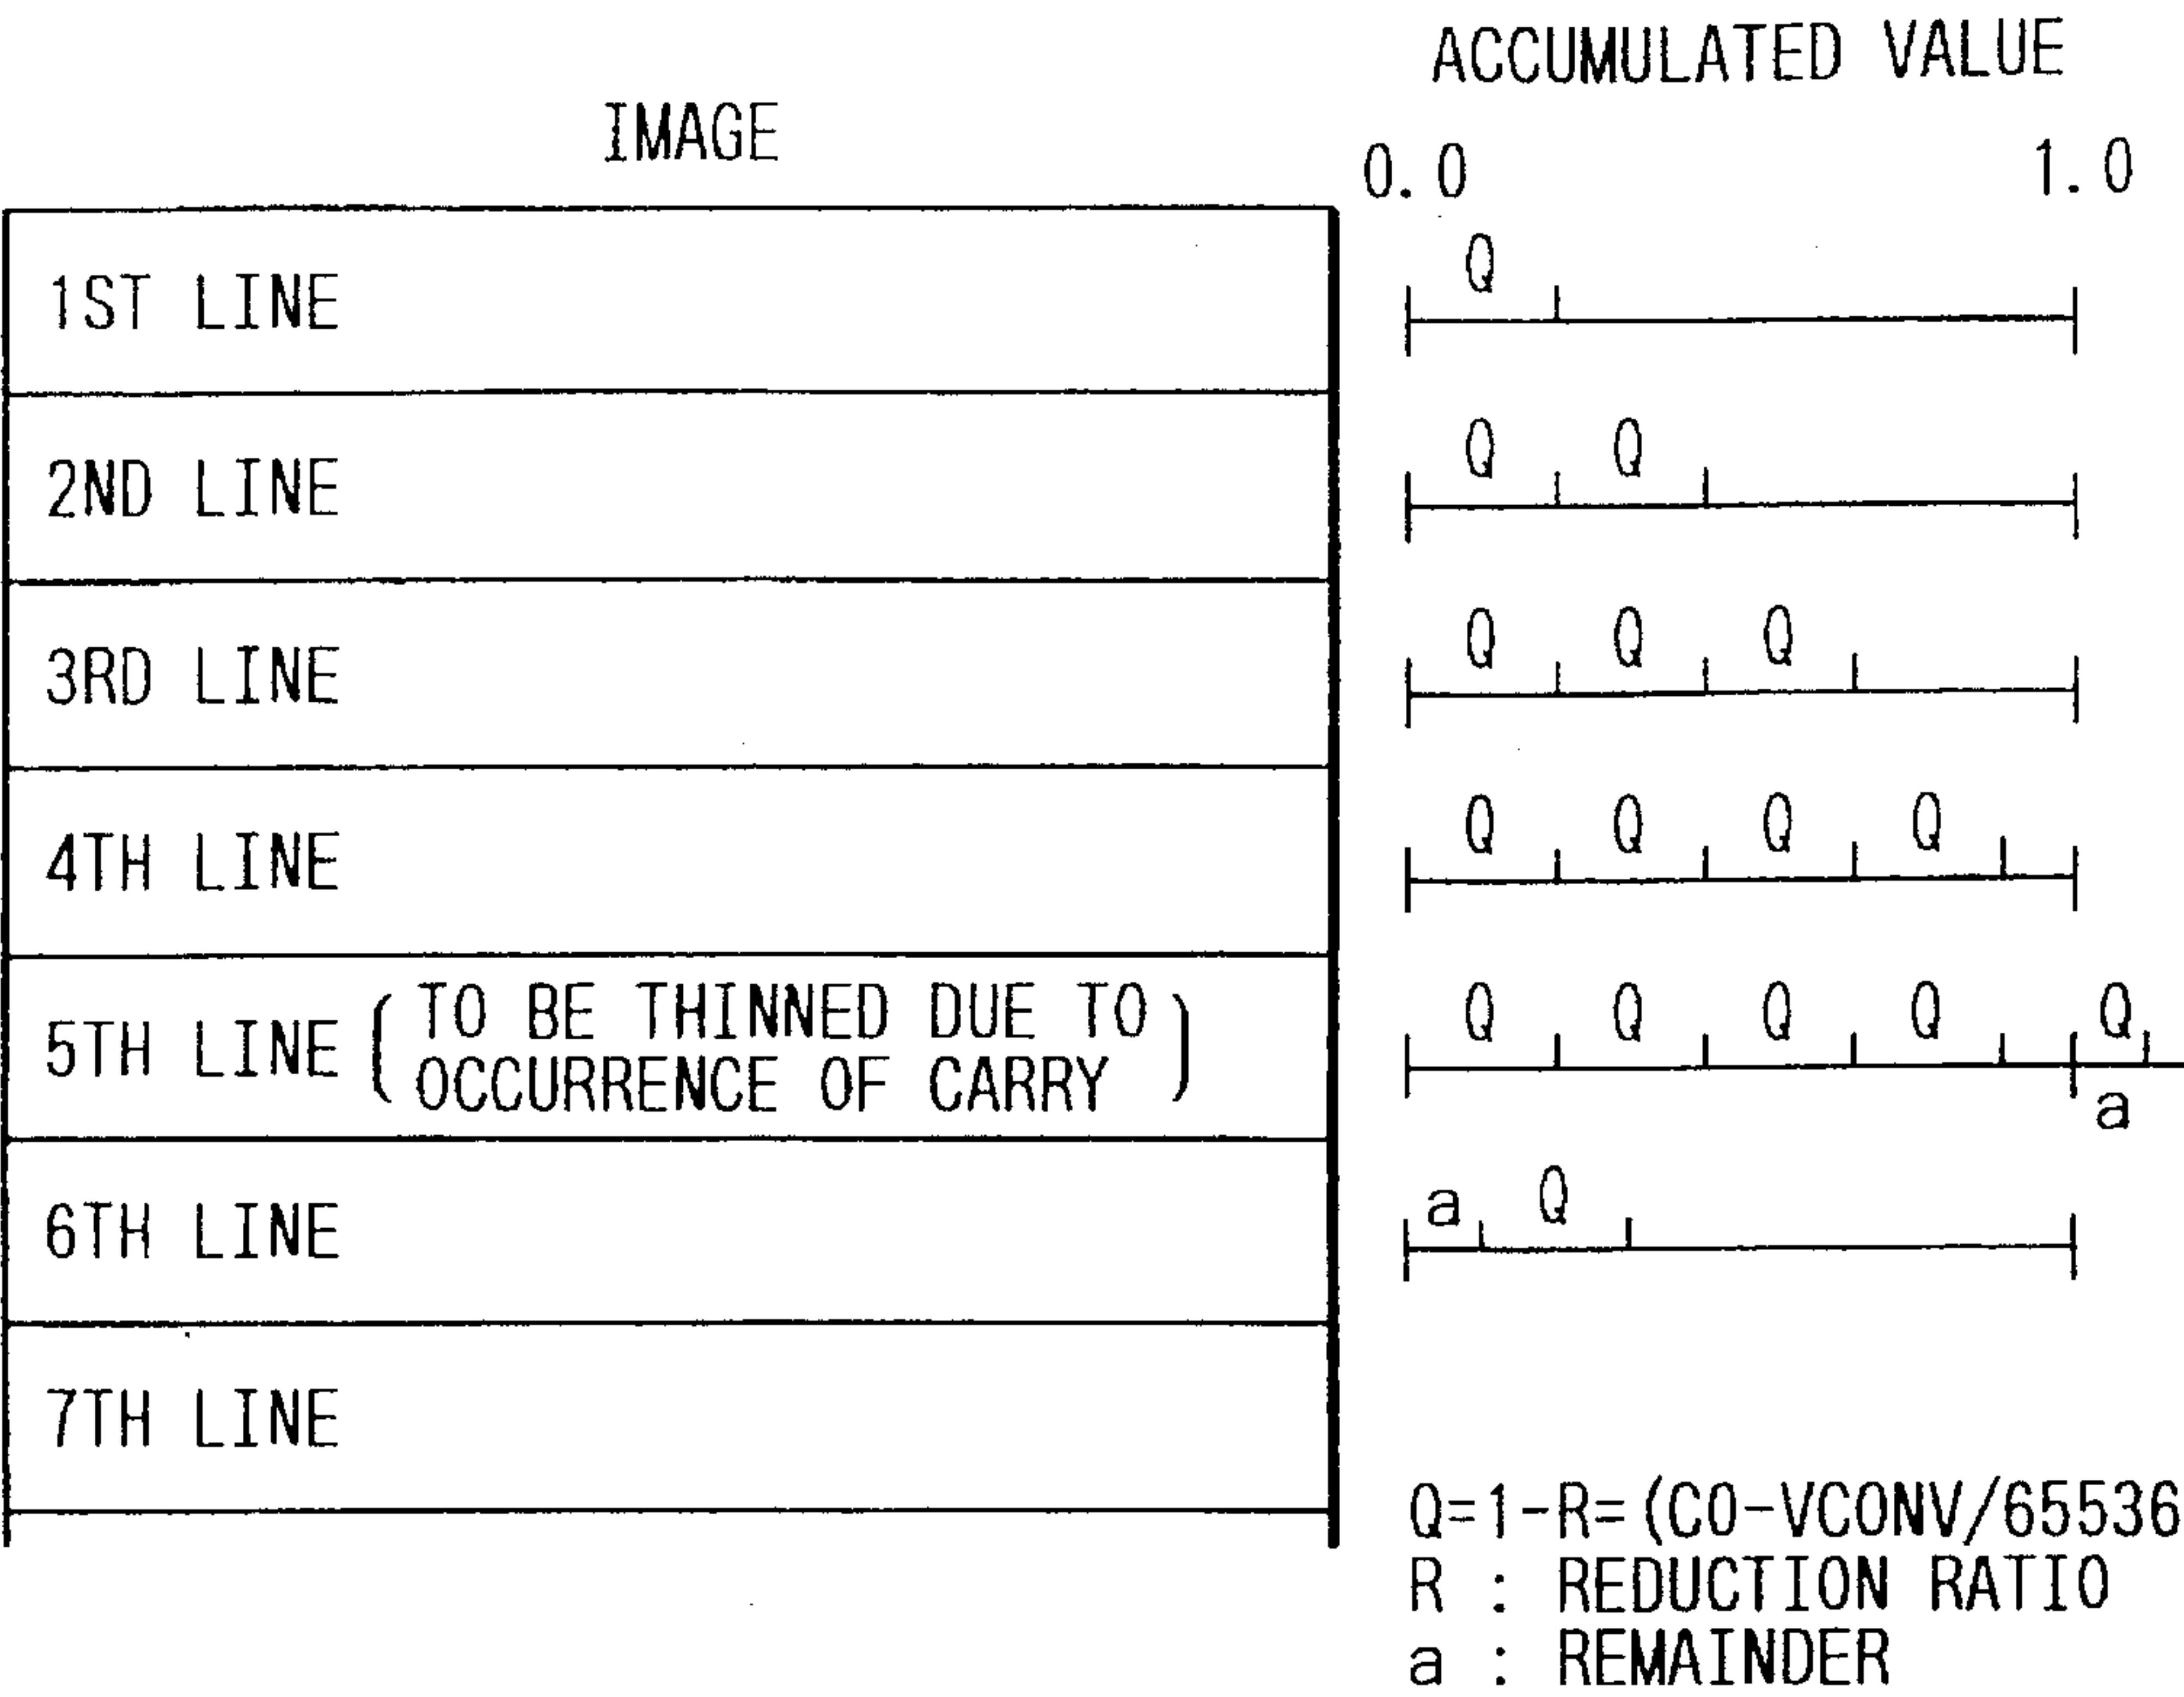 ACCUMULATED VALUE
IMAGE
0.0 1.0
1ST LINE
Q
2ND LINE
Q Q
3RD LINE
Q Q Q
4TH LINE
Q Q Q Q
5TH LINE (TO BE THINNED DUE TO
OCCURRENCE OF CARRY)
Q Q Q Q Q
a
6TH LINE
a Q
7TH LINE
Q=1-R=(CO-VCONV/65536
R : REDUCTION RATIO
a : REMAINDER